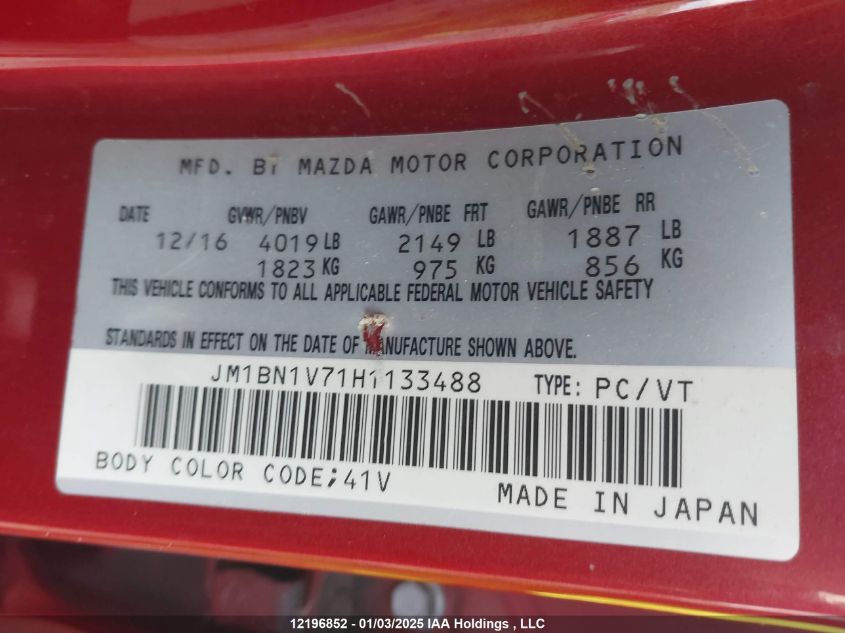 MFD. BY MAZDA MOTOR CORPORATION
DATE GVWR/PNBV GAWR/PNBE FRT GAWR/PNBE RR
12/16 4019 LB 2149 LB 1887 LB
1823 KG 975 KG 856 KG
THIS VEHICLE CONFORMS TO ALL APPLICABLE FEDERAL MOTOR VEHICLE SAFETY
STANDARDS IN EFFECT ON THE DATE OF MANUFACTURE SHOWN ABOVE.
JM1BN1V71H1133488 TYPE: PC/VT
BODY COLOR CODE;41V
MADE IN JAPAN
12196852 - 01/03/2025 IAA Holdings , LLC